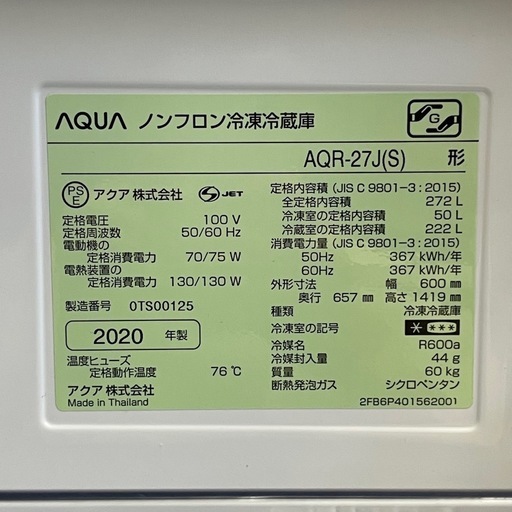 AQUA ノンフロン冷凍冷蔵庫
G
AQR-27J(S) 形
PS E アクア株式会社 S JET
定格電圧 100 V
定格周波数 50/60 Hz
電動機の
定格消費電力 70/75 W
電熱装置の
定格消費電力 130/130 W
製造番号 0TS00125
2020 年製
温度ヒューズ
定格動作温度 76℃
アクア株式会社
Made in Thailand
定格内容積 (JIS C 9801-3 : 2015)
全定格内容積 272 L
冷凍室の定格内容積 50 L
冷蔵室の定格内容積 222 L
消費電力量 (JIS C 9801-3 : 2015)
50Hz 367 kWh/年
60Hz 367 kWh/年
外形寸法 幅 600 mm
奥行 657 mm 高さ 1419 mm
種類 冷凍冷蔵庫
冷凍室の記号 * ***
冷媒名 R600a
冷媒封入量 44 g
質量 60 kg
断熱発泡ガス シクロペンタン
2FB6P401562001